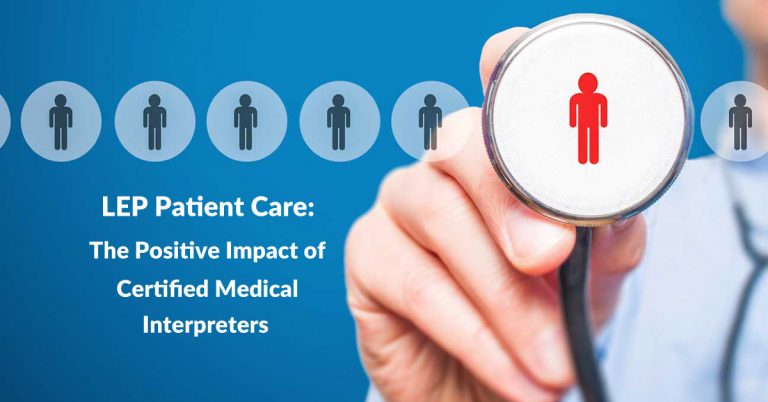 LEP Patient Care:
The Positive Impact of
Certified Medical
Interpreters